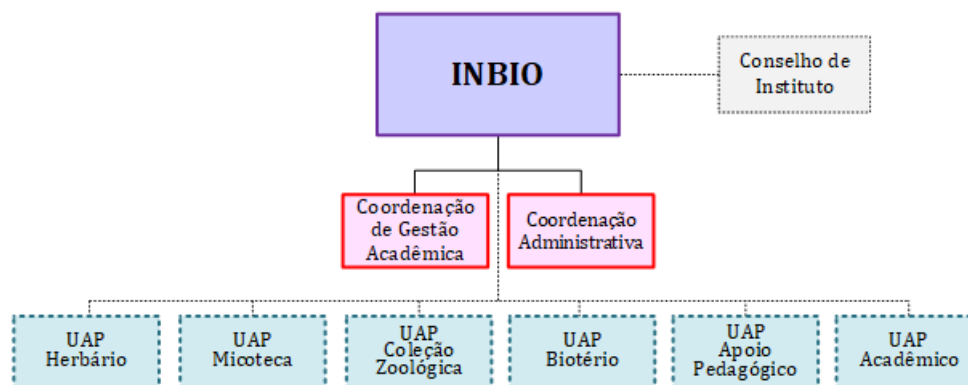 INBIO
Conselho de
Instituto
Coordenação
de Gestão
Acadêmica
Coordenação
Administrativa
UAP
Herbário
UAP
Micoteca
UAP
Coleção
Zoológica
UAP
Biotério
UAP
Apoio
Pedagógico
UAP
Acadêmico